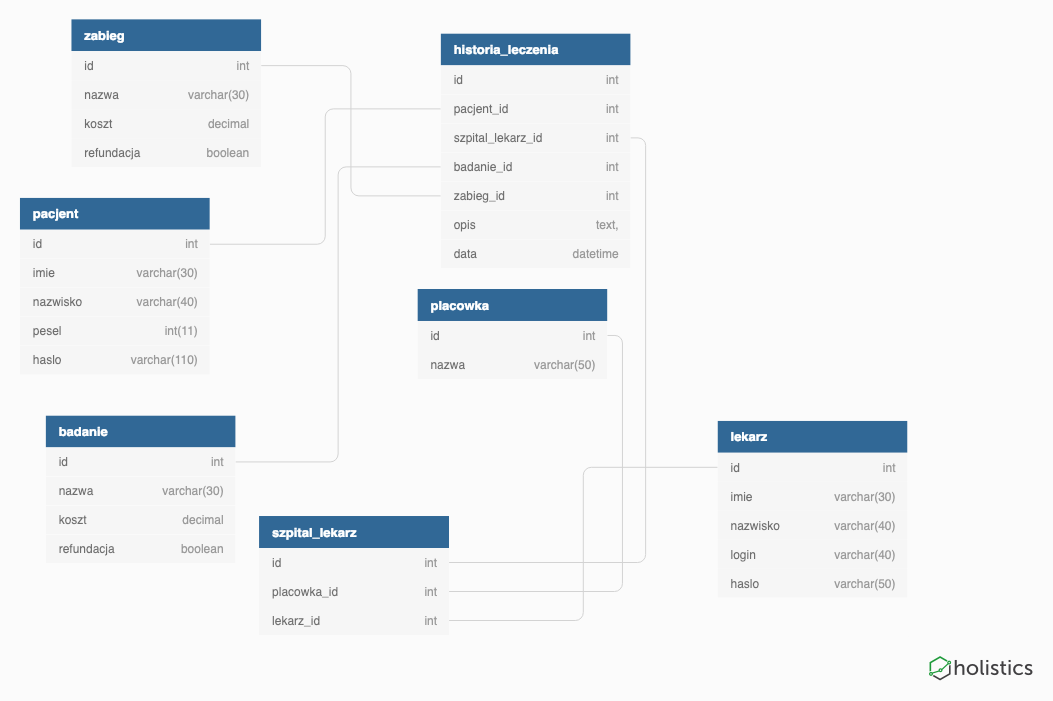 zabieg
id int
nazwa varchar(30)
koszt decimal
refundacja boolean
historia_leczenia
id int
pacjent_id int
szpital_lekarz_id int
badanie_id int
zabieg_id int
opis text,
data datetime
pacjent
id int
imie varchar(30)
nazwisko varchar(40)
pesel int(11)
haslo varchar(110)
placowka
id int
nazwa varchar(50)
badanie
id int
nazwa varchar(30)
koszt decimal
refundacja boolean
lekarz
id int
imie varchar(30)
nazwisko varchar(40)
login varchar(40)
haslo varchar(50)
szpital_lekarz
id int
placowka_id int
lekarz_id int
holistics